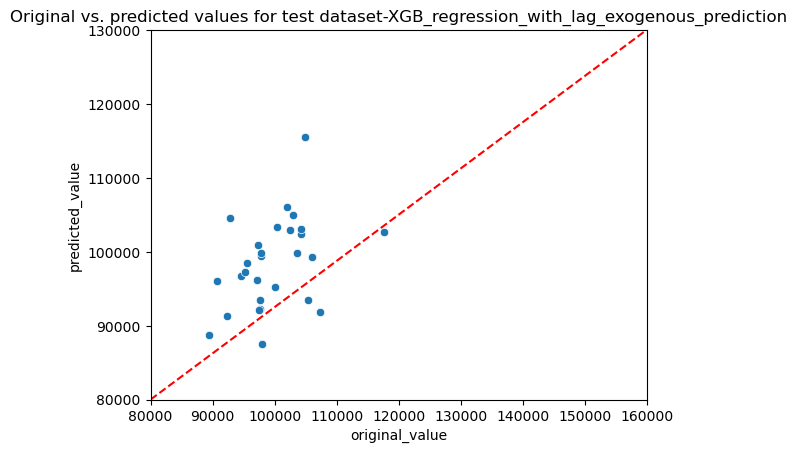 Original vs. predicted values for test dataset-XGB_regression_with_lag_exogenous_prediction
130000
120000
110000
100000
90000
80000
predicted_value
80000 90000 100000 110000 120000 130000 140000 150000 160000
original_value